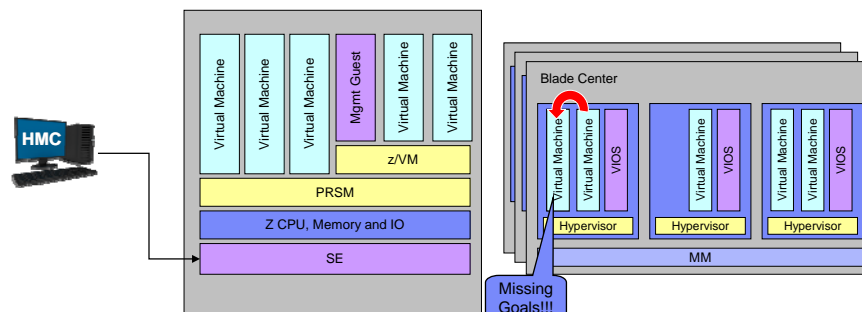 HMC
Virtual Machine
Virtual Machine
Virtual Machine
Mgmt Guest
Virtual Machine
Virtual Machine
z/VM
PRSM
Z CPU, Memory and IO
SE
Blade Center
Virtual Machine
Virtual Machine
VIOS
Hypervisor
Virtual Machine
VIOS
Hypervisor
Virtual Machine
Virtual Machine
VIOS
Hypervisor
MM
Missing
Goals!!!